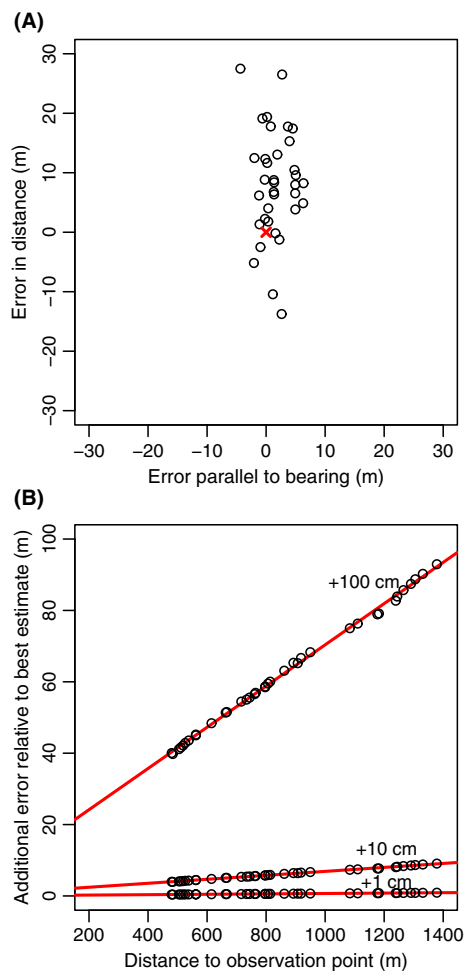 (A)
Error in distance (m)
30
20
10
0
−10
−20
−30
−30 −20 −10 0 10 20 30
Error parallel to bearing (m)
(B)
Additional error relative to best estimate (m)
100
80
60
40
20
0
+100 cm
+10 cm
+1 cm
200 400 600 800 1000 1200 1400
Distance to observation point (m)